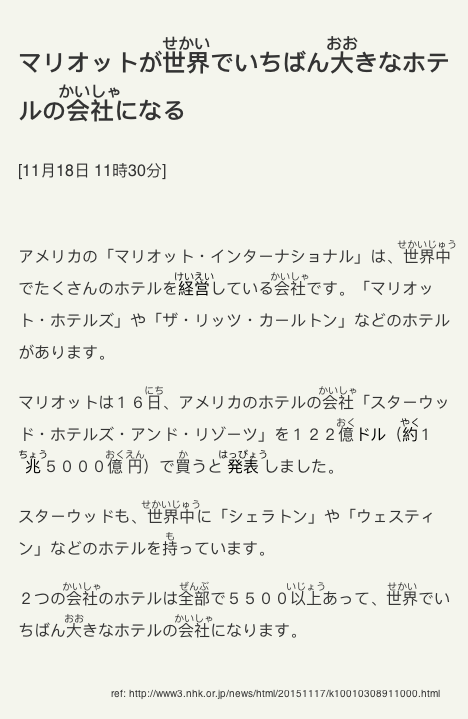 マリオットが世界でいちばん大きなホテ
ルの会社になる
[11月18日 11時30分]
アメリカの「マリオット・インターナショナル」は、世界中
でたくさんのホテルを経営している会社です。「マリオッ
ト・ホテルズ」や「ザ・リッツ・カールトン」などのホテル
があります。
マリオットは１６日、アメリカのホテルの会社「スターウッ
ド・ホテルズ・アンド・リゾーツ」を１２２億ドル（約１
兆５０００億円）で買うと発表しました。
スターウッドも、世界中に「シェラトン」や「ウェスティ
ン」などのホテルを持っています。
２つの会社のホテルは全部で５５００以上あって、世界でい
ちばん大きなホテルの会社になります。
ref: http://www3.nhk.or.jp/news/html/20151117/k10010308911000.html